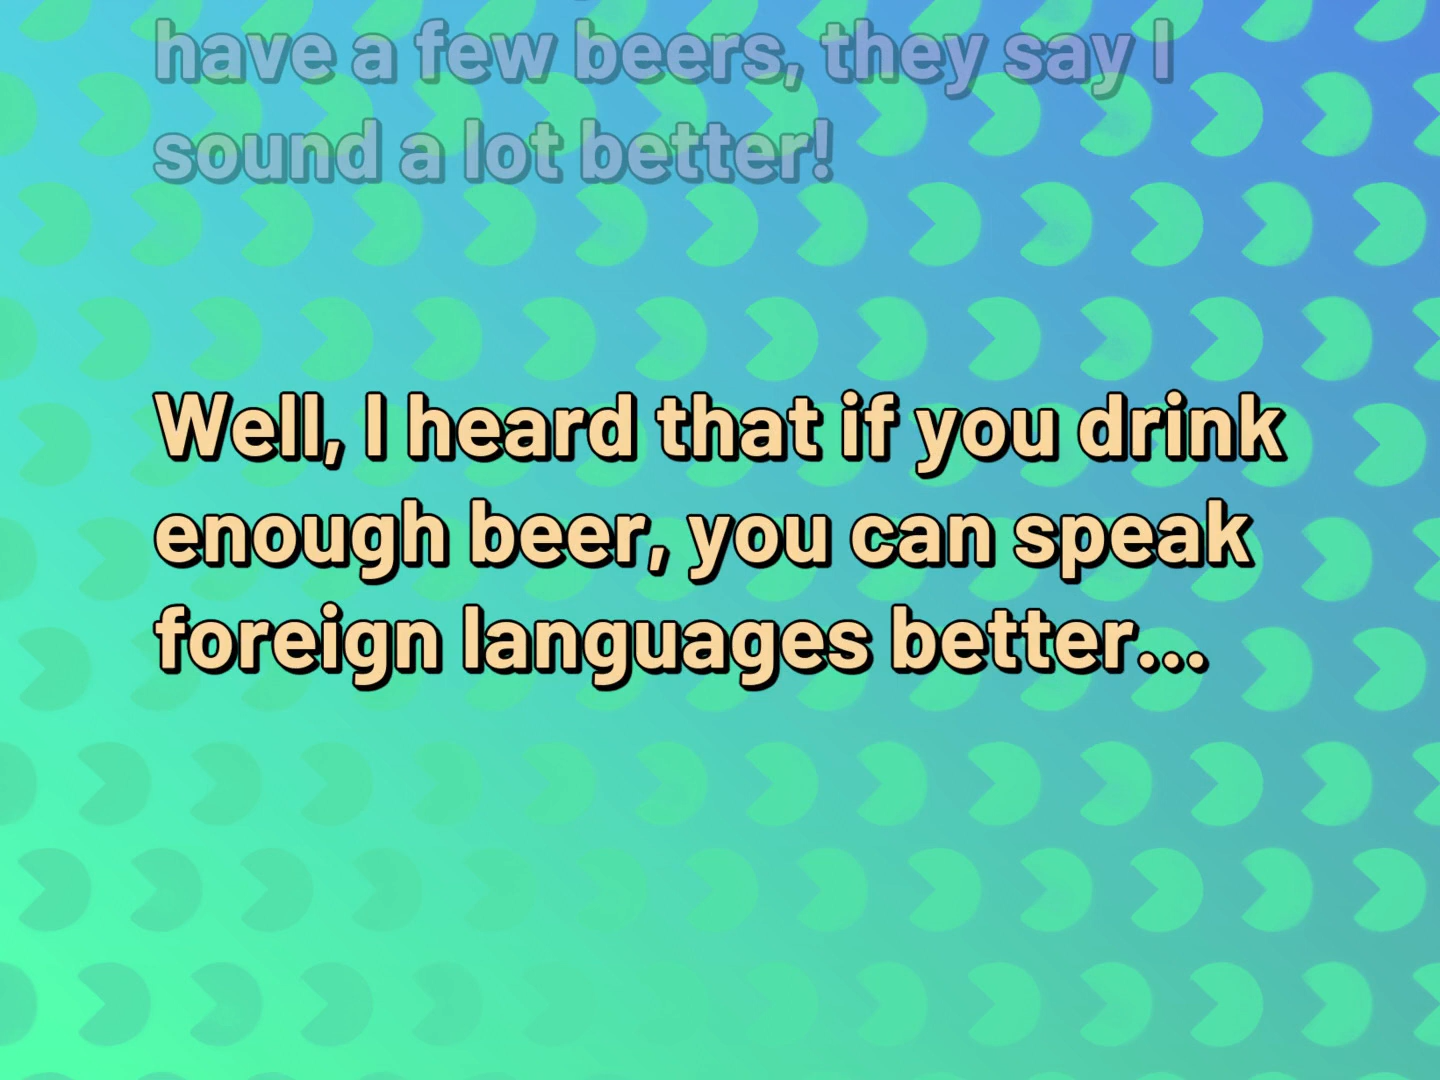 have a few beers, they say I
sound a lot better!
Well, I heard that if you drink
enough beer, you can speak
foreign languages better...